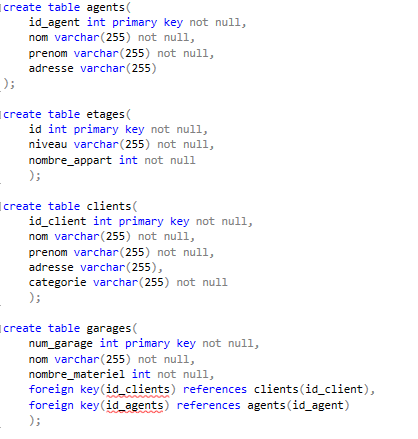 create table agents(
id_agent int primary key not null,
nom varchar(255) not null,
prenom varchar(255) not null,
adresse varchar(255)
);
create table etages(
id int primary key not null,
niveau varchar(255) not null,
nombre_appart int not null
);
create table clients(
id_client int primary key not null,
nom varchar(255) not null,
prenom varchar(255) not null,
adresse varchar(255),
categorie varchar(255) not null
);
create table garages(
num_garage int primary key not null,
nom varchar(255) not null,
nombre_materiel int not null,
foreign key(id_clients) references clients(id_client),
foreign key(id_agents) references agents(id_agent)
);